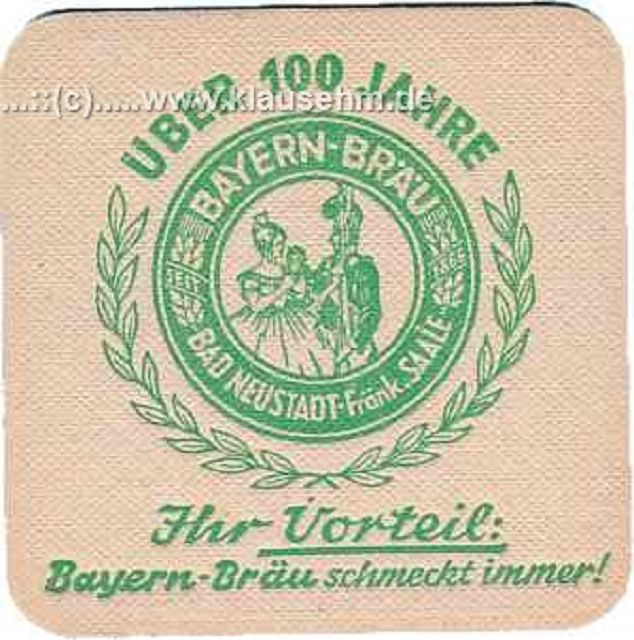 ÜBER 100 JAHRE
...::(c).....www.klausehm.de
BAYERN-BRÄU
BAD NEUSTADT-Fränk. SAALE
Ihr Vorteil:
Bayern-Bräu schmeckt immer!